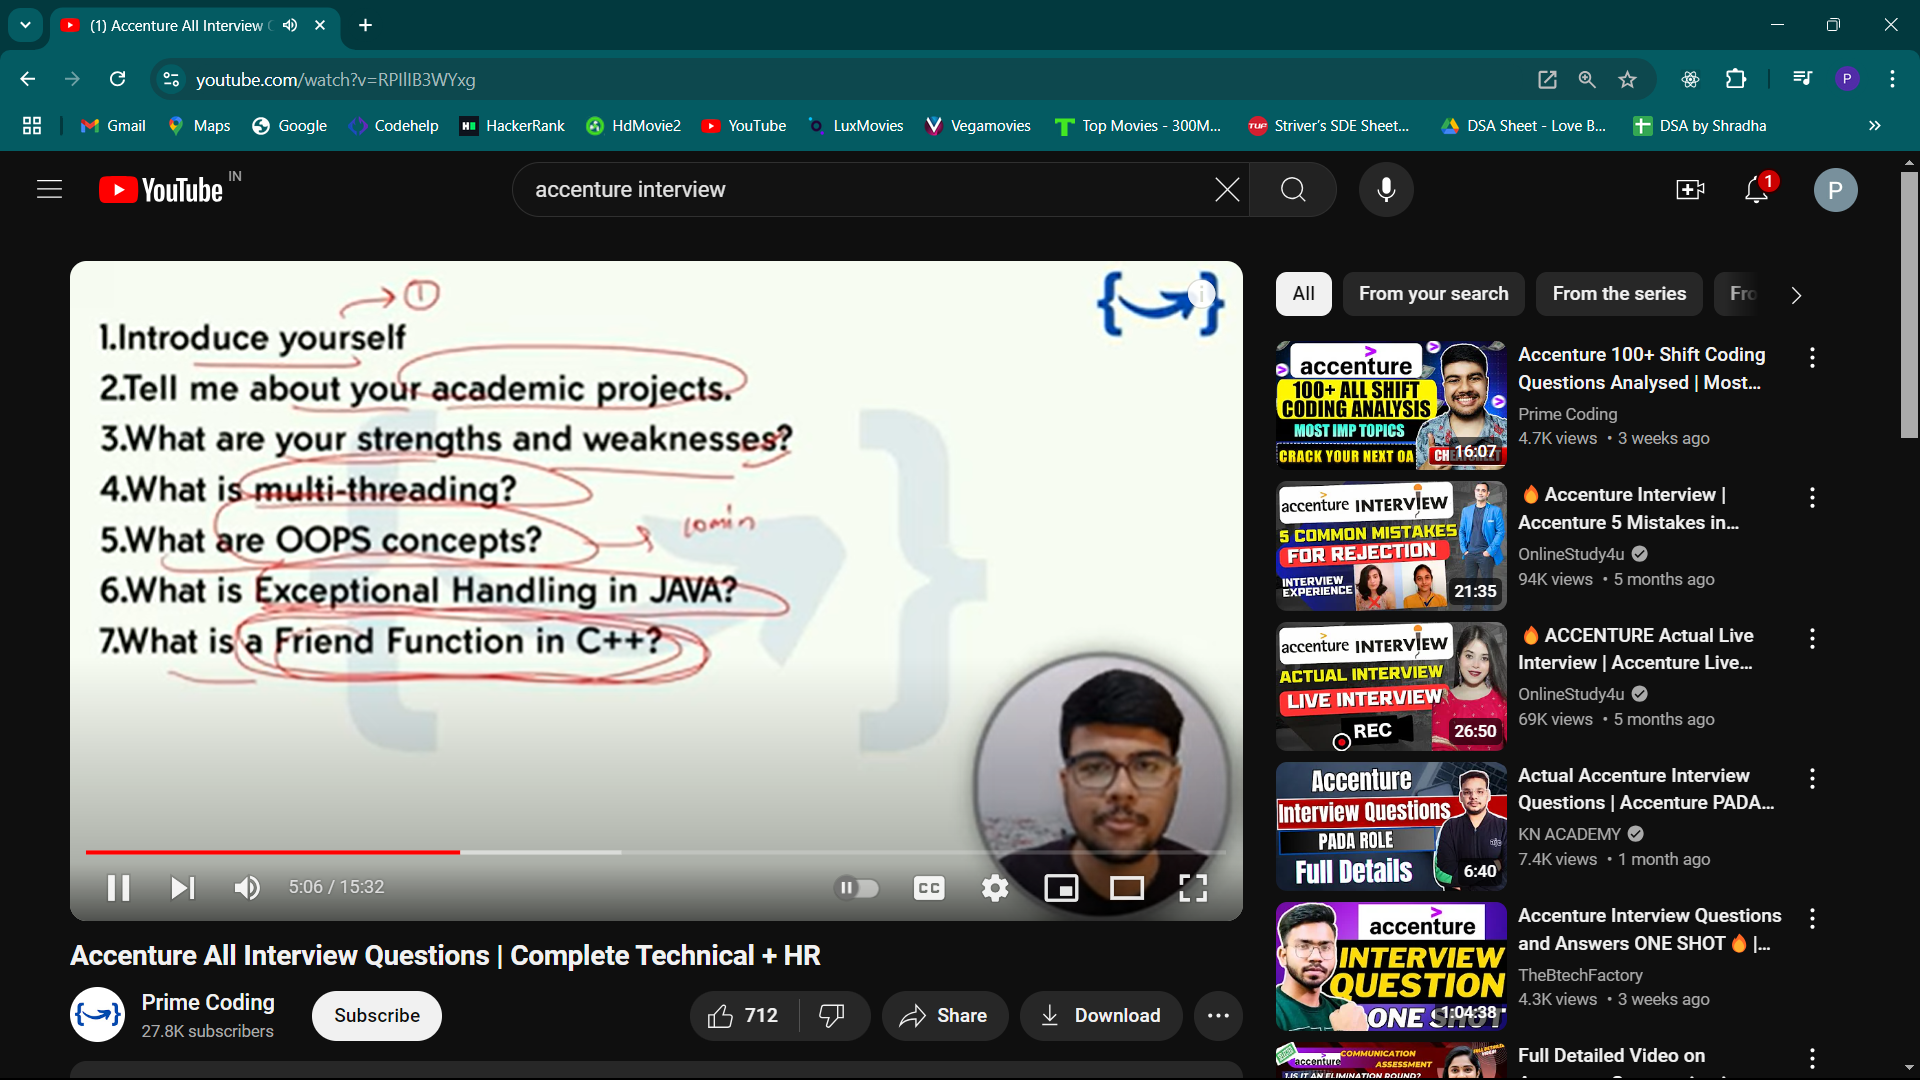 (1) Accenture All Interview
youtube.com/watch?v=RPIlIB3WYxg
P
Gmail
Maps
Google
Codehelp
HackerRank
HdMovie2
YouTube
LuxMovies
Vegamovies
Top Movies - 300M...
Striver's SDE Sheet...
DSA Sheet - Love B...
DSA by Shradha
YouTube IN
accenture interview
1
P
1
1.Introduce yourself
2.Tell me about your academic projects.
3.What are your strengths and weaknesses?
4.What is multi-threading?
5.What are OOPS concepts?
10min
6.What is Exceptional Handling in JAVA?
7.What is a Friend Function in C++?
5:06 / 15:32
CC
Accenture All Interview Questions | Complete Technical + HR
Prime Coding
27.8K subscribers
Subscribe
712
Share
Download
All
From your search
From the series
Fro
accenture
100+ ALL SHIFT
CODING ANALYSIS
MOST IMP TOPICS
CRACK YOUR NEXT OA
16:07
Accenture 100+ Shift Coding
Questions Analysed | Most...
Prime Coding
4.7K views • 3 weeks ago
accenture INTERVIEW
5 COMMON MISTAKES
FOR REJECTION
INTERVIEW
EXPERIENCE
21:35
🔥 Accenture Interview |
Accenture 5 Mistakes in...
OnlineStudy4u
94K views • 5 months ago
accenture INTERVIEW
ACTUAL INTERVIEW
LIVE INTERVIEW
REC
26:50
🔥 ACCENTURE Actual Live
Interview | Accenture Live...
OnlineStudy4u
69K views • 5 months ago
Accenture
Interview Questions
PADA ROLE
Full Details
6:40
Actual Accenture Interview
Questions | Accenture PADA...
KN ACADEMY
7.4K views • 1 month ago
accenture
INTERVIEW
QUESTION
ONE SHOT
1:04:38
Accenture Interview Questions
and Answers ONE SHOT 🔥 |...
TheBtechFactory
4.3K views • 3 weeks ago
accenture
COMMUNICATION
ASSESSMENT
1.IS IT AN ELIMINATION ROUND?
Full Detailed Video on